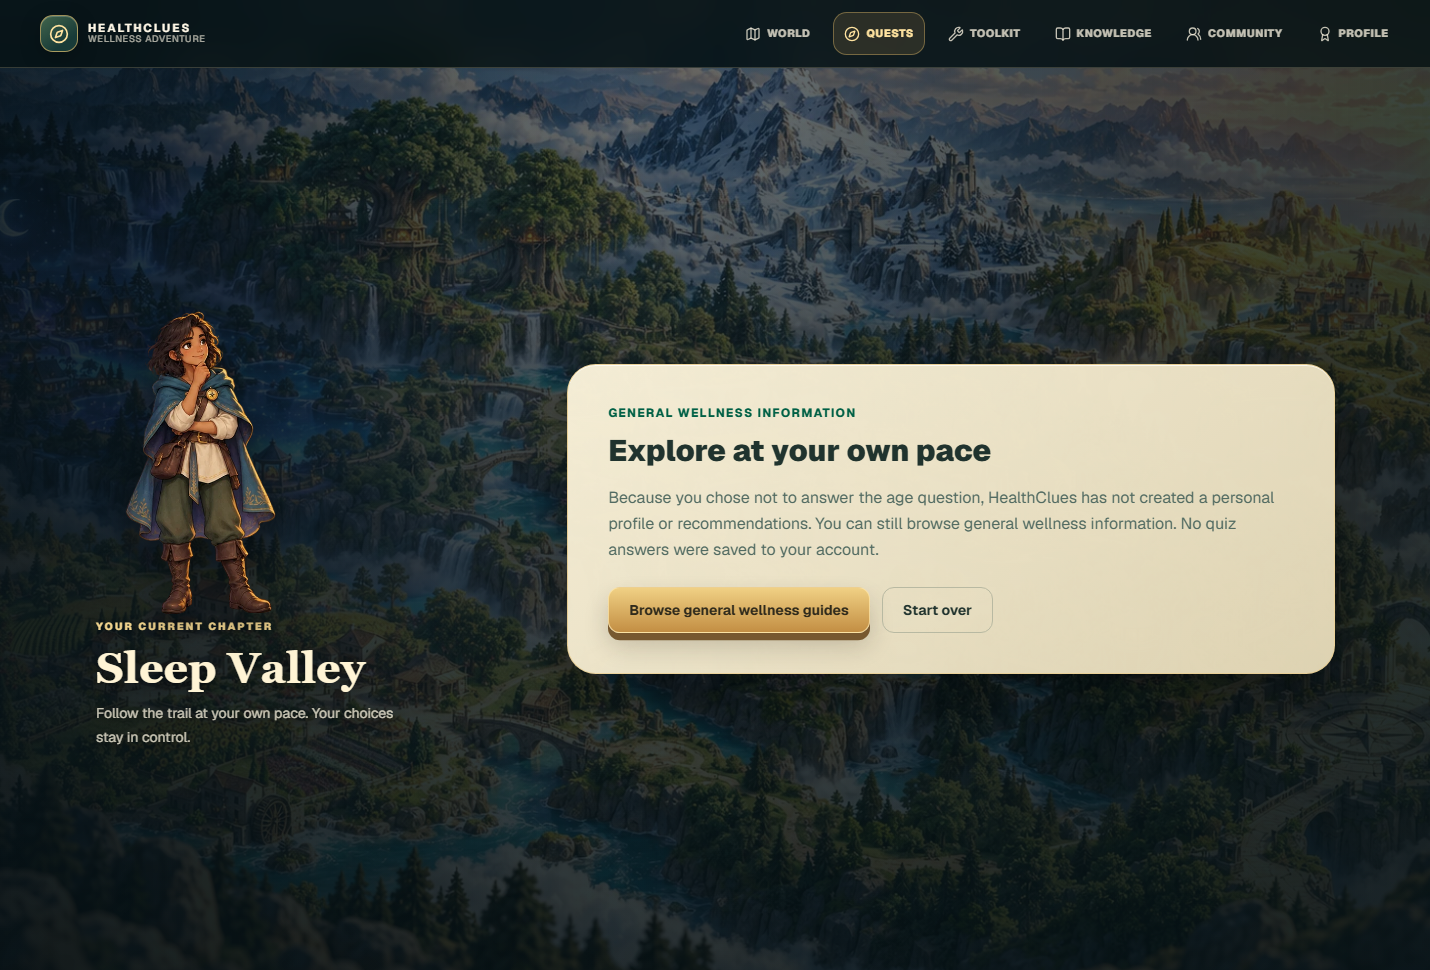 HEALTHCLUES
WELLNESS ADVENTURE
WORLD
QUESTS
TOOLKIT
KNOWLEDGE
COMMUNITY
PROFILE
YOUR CURRENT CHAPTER
Sleep Valley
Follow the trail at your own pace. Your choices
stay in control.
GENERAL WELLNESS INFORMATION
Explore at your own pace
Because you chose not to answer the age question, HealthClues has not created a personal
profile or recommendations. You can still browse general wellness information. No quiz
answers were saved to your account.
Browse general wellness guides
Start over